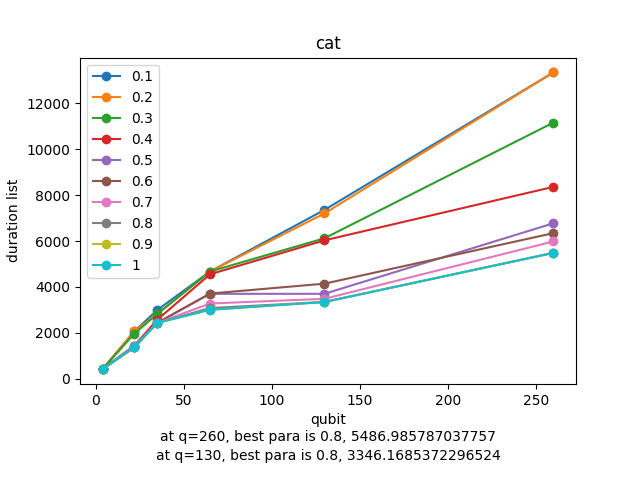 cat
0.1
0.2
0.3
0.4
0.5
0.6
0.7
0.8
0.9
1
duration list
12000
10000
8000
6000
4000
2000
0
0 50 100 150 200 250
qubit
at q=260, best para is 0.8, 5486.985787037757
at q=130, best para is 0.8, 3346.1685372296524